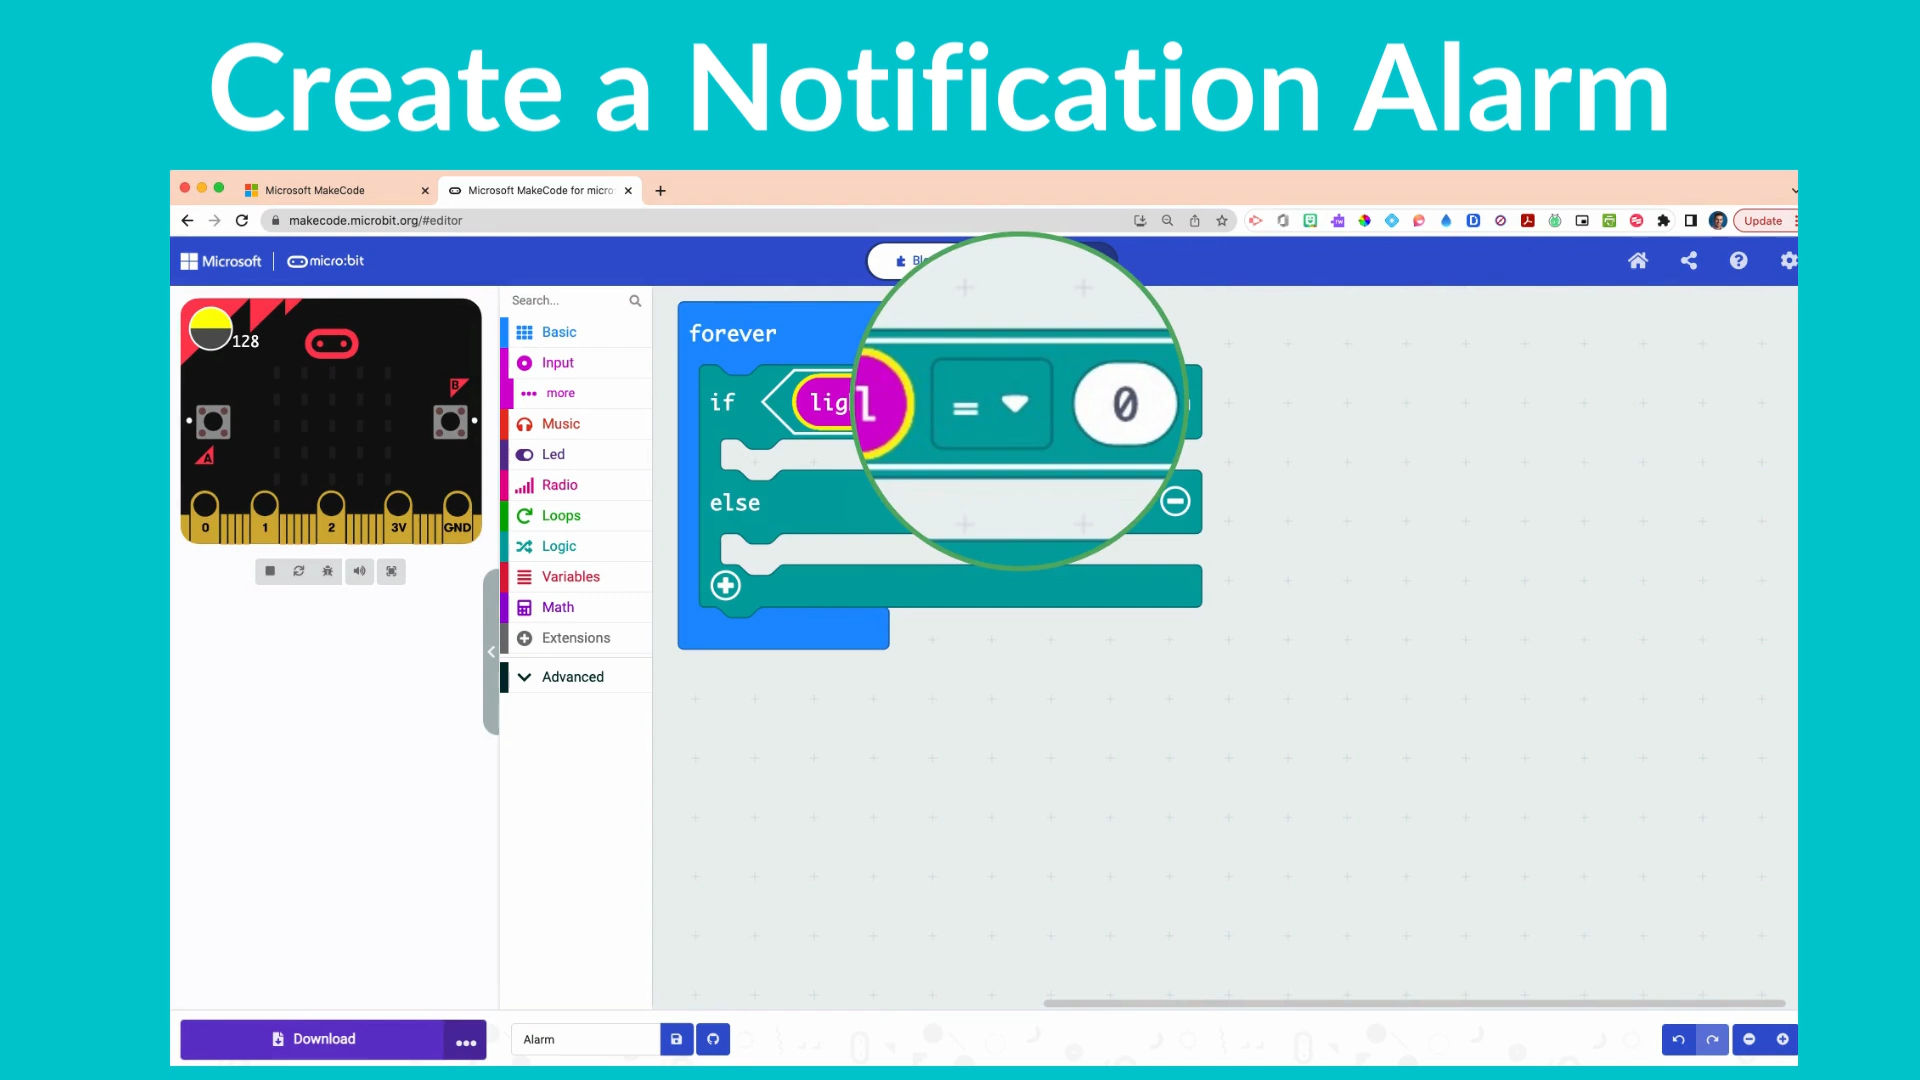 Create a Notification Alarm
Microsoft MakeCode
Microsoft MakeCode for micro
makecode.microbit.org/#editor
Update
Microsoft
micro:bit
128
B
A
0
1
2
3V
GND
Search...
Basic
Input
more
Music
Led
Radio
Loops
Logic
Variables
Math
Extensions
Advanced
forever
if
lig
l
=
0
else
Download
Alarm